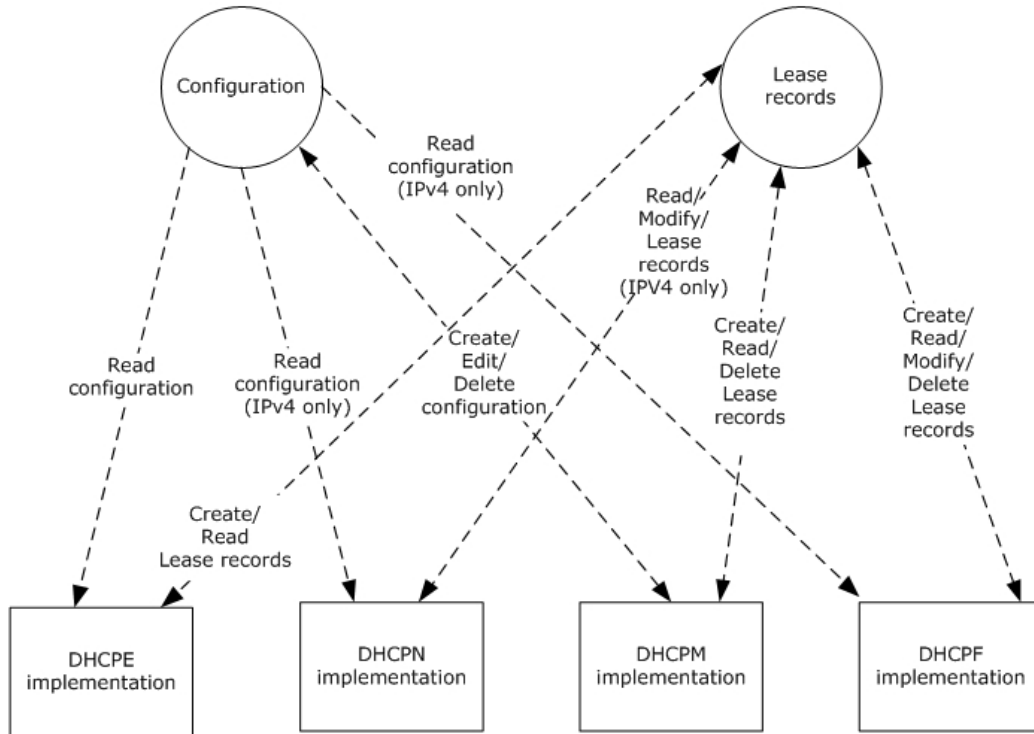 Configuration
Lease
records
Read
configuration
(IPv4 only)
Read/
Modify/
Lease
records
(IPV4 only)
Read
configuration
Read
configuration
(IPv4 only)
Create/
Edit/
Delete
configuration
Create/
Read/
Delete
Lease
records
Create/
Read/
Modify/
Delete
Lease
records
Create/
Read
Lease records
DHCPE
implementation
DHCPN
implementation
DHCPM
implementation
DHCPF
implementation